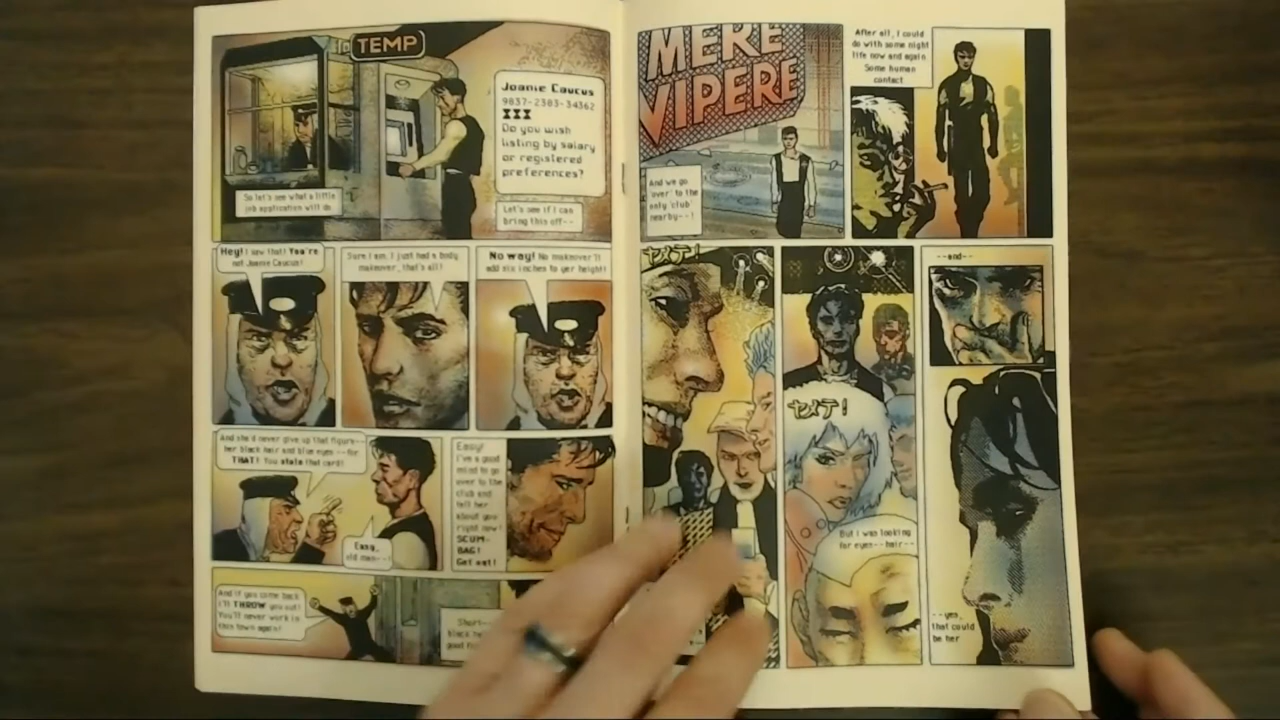 TEMP
Joanie Caucus
9837-2383-34362
XXX
Do you wish
listing by salary
or registered
preferences?
So let's see what a little
job application will do.
Let's see if I can
bring this off--
Hey! I saw that! You're
not Joanie Caucus!
Sure I am. I just had a body
makeover, that's all!
No way! No makeover'll
add six inches to yer height!
And she'd never give up that figure--
her black hair and blue eyes--for
THAT! You stole that card!
Easy,
old man--!
Easy!
I've a good
mind to go
over to the
club and
tell her
about you
right now!
SCUM-
BAG!
Get out!
And if you come back
I'll THROW you out!
You'll never work in
this town again!
Short--
black
good
MERE
VIPERE
And we go
'over' to the
only 'club'
nearby--!
After all, I could
do with some night
life now and again.
Some human
contact.
ヤメテ!
ヤメテ!
But I was looking
for eyes--hair--
--and--
--yes,
that could
be her